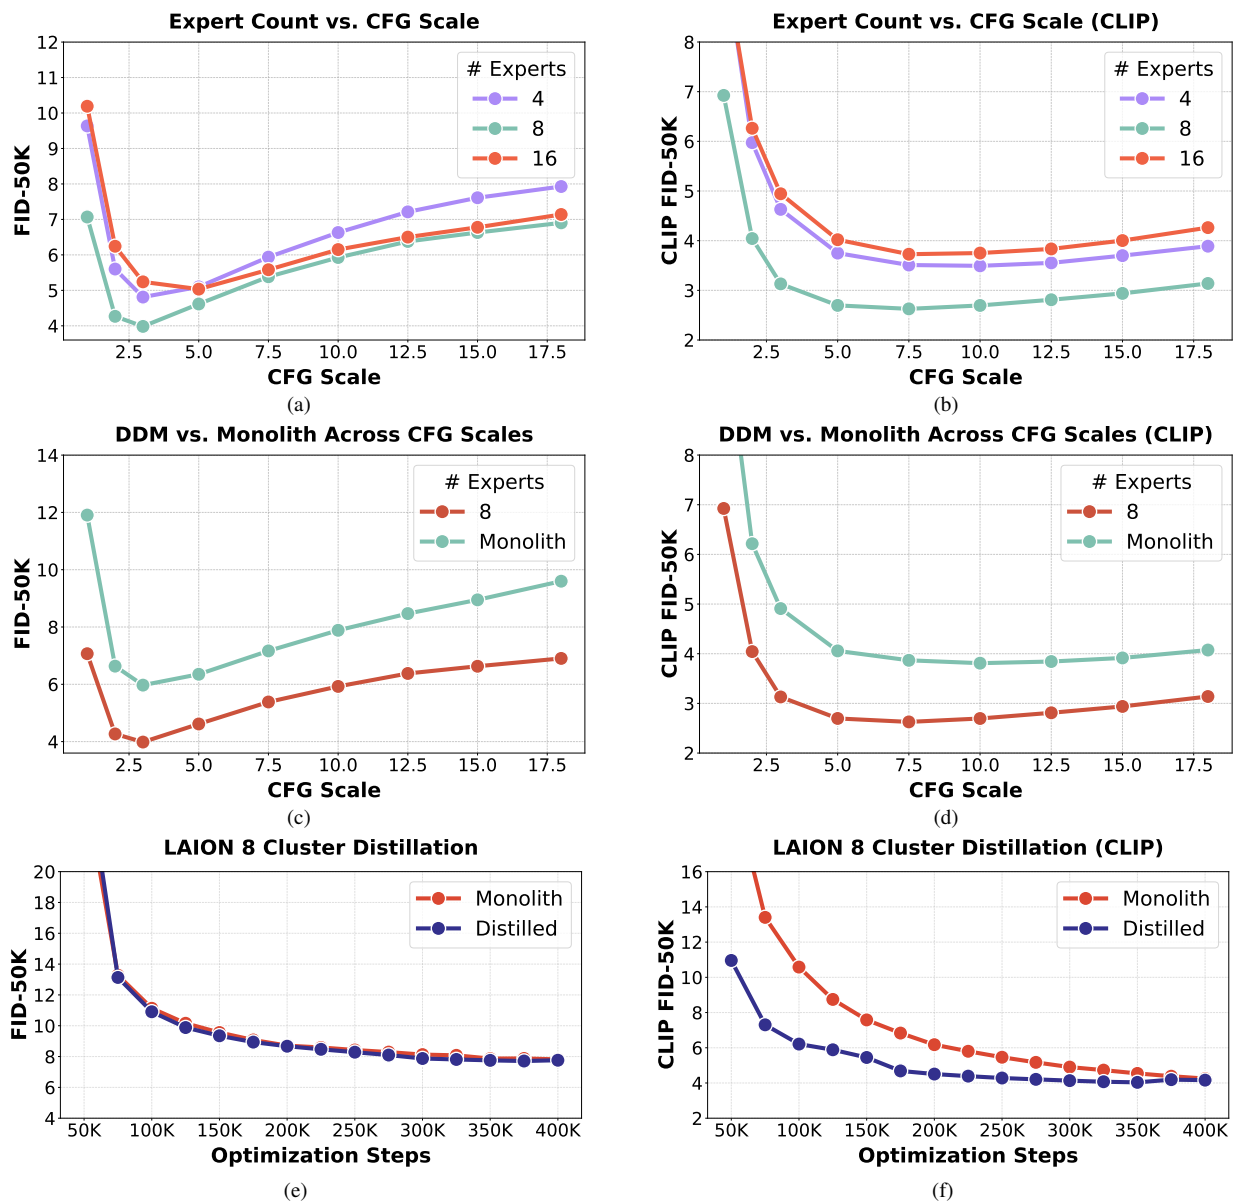 Expert Count vs. CFG Scale
FID-50K
12
11
10
9
8
7
6
5
4
# Experts
4
8
16
2.5 5.0 7.5 10.0 12.5 15.0 17.5
CFG Scale
(a)
Expert Count vs. CFG Scale (CLIP)
CLIP FID-50K
8
7
6
5
4
3
2
# Experts
4
8
16
2.5 5.0 7.5 10.0 12.5 15.0 17.5
CFG Scale
(b)
DDM vs. Monolith Across CFG Scales
FID-50K
14
12
10
8
6
4
# Experts
8
Monolith
2.5 5.0 7.5 10.0 12.5 15.0 17.5
CFG Scale
(c)
DDM vs. Monolith Across CFG Scales (CLIP)
CLIP FID-50K
8
7
6
5
4
3
2
# Experts
8
Monolith
2.5 5.0 7.5 10.0 12.5 15.0 17.5
CFG Scale
(d)
LAION 8 Cluster Distillation
FID-50K
20
18
16
14
12
10
8
6
4
Monolith
Distilled
50K 100K 150K 200K 250K 300K 350K 400K
Optimization Steps
(e)
LAION 8 Cluster Distillation (CLIP)
CLIP FID-50K
16
14
12
10
8
6
4
2
Monolith
Distilled
50K 100K 150K 200K 250K 300K 350K 400K
Optimization Steps
(f)